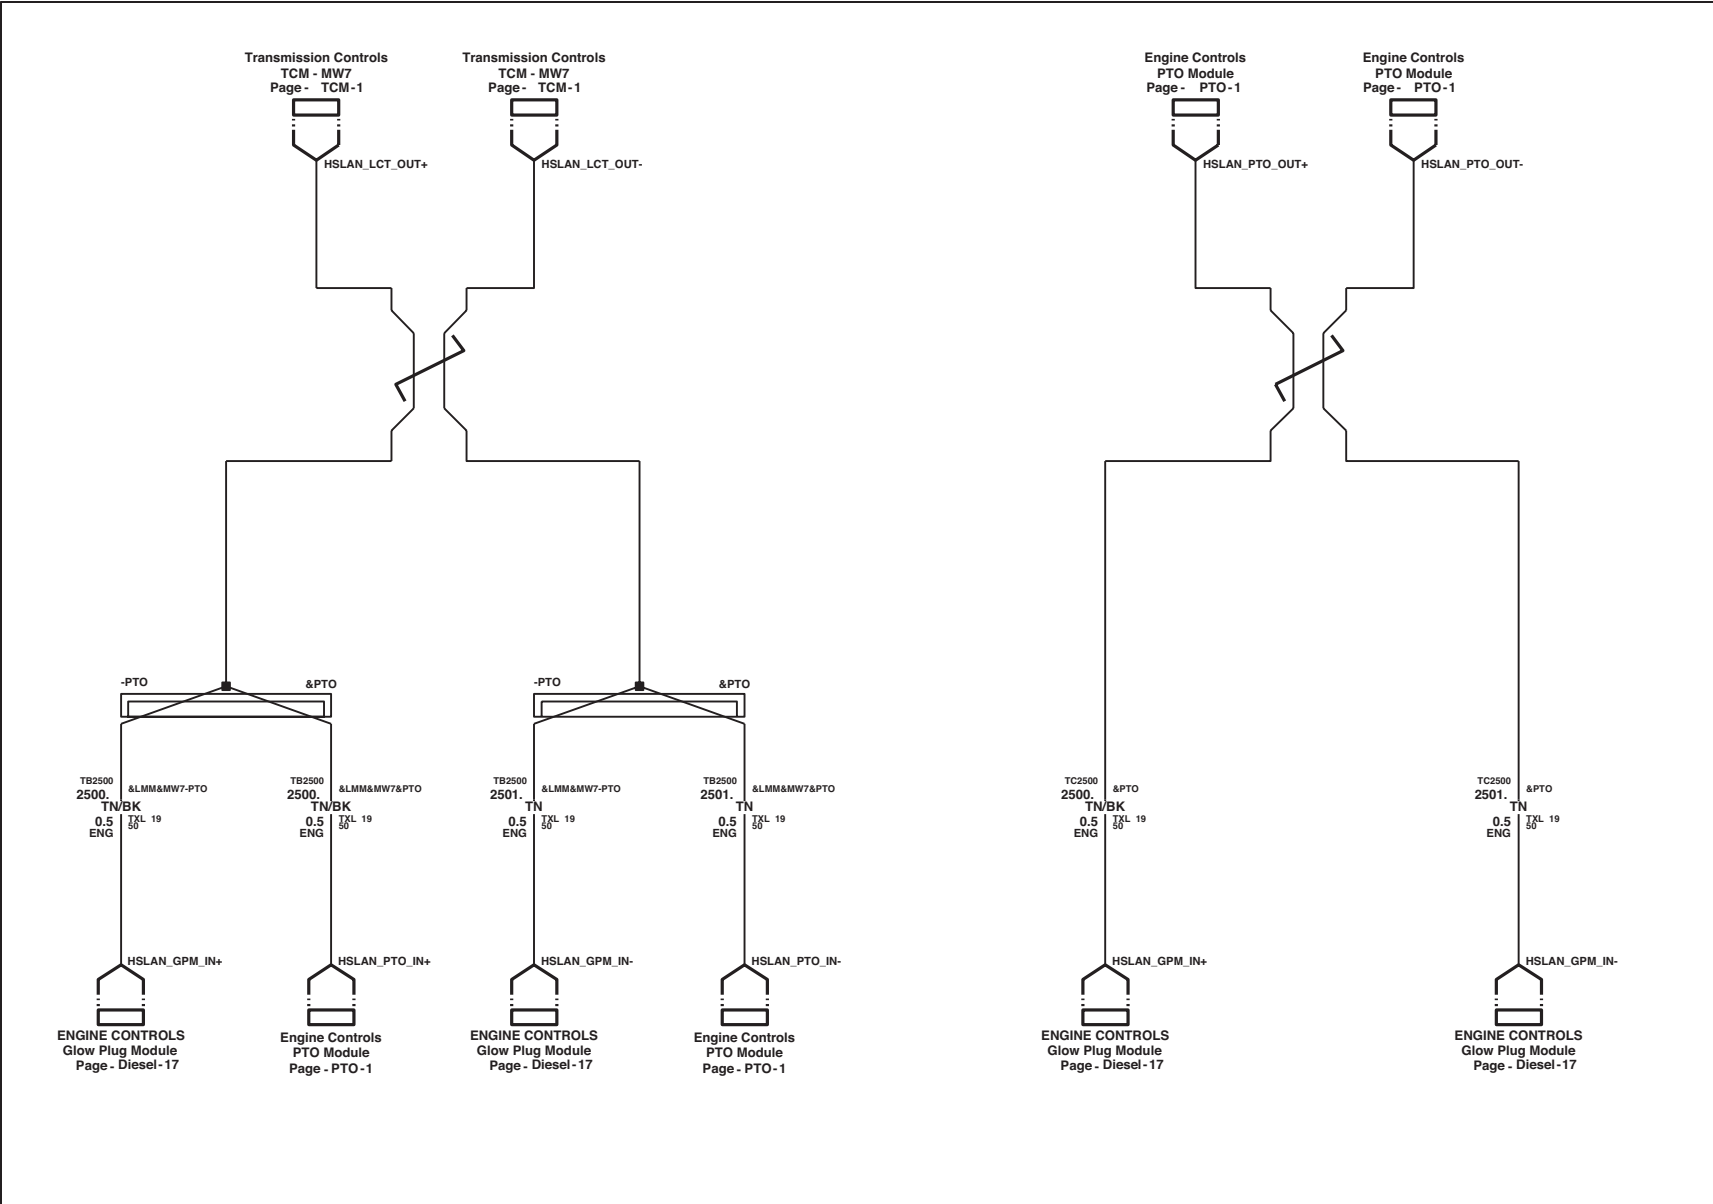 Transmission Controls
TCM - MW7
Page - TCM-1
HSLAN_LCT_OUT+
Transmission Controls
TCM - MW7
Page - TCM-1
HSLAN_LCT_OUT-
Engine Controls
PTO Module
Page - PTO-1
HSLAN_PTO_OUT+
Engine Controls
PTO Module
Page - PTO-1
HSLAN_PTO_OUT-
-PTO
&PTO
-PTO
&PTO
TB2500
2500.
&LMM&MW7-PTO
TN/BK
0.5
TXL 19
50
ENG
TB2500
2500.
&LMM&MW7&PTO
TN/BK
0.5
TXL 19
50
ENG
TB2500
2501.
&LMM&MW7-PTO
TN
0.5
TXL 19
50
ENG
TB2500
2501.
&LMM&MW7&PTO
TN
0.5
TXL 19
50
ENG
TC2500
2500.
&PTO
TN/BK
0.5
TXL 19
50
ENG
TC2500
2501.
&PTO
TN
0.5
TXL 19
50
ENG
HSLAN_GPM_IN+
ENGINE CONTROLS
Glow Plug Module
Page - Diesel-17
HSLAN_PTO_IN+
Engine Controls
PTO Module
Page - PTO-1
HSLAN_GPM_IN-
ENGINE CONTROLS
Glow Plug Module
Page - Diesel-17
HSLAN_PTO_IN-
Engine Controls
PTO Module
Page - PTO-1
HSLAN_GPM_IN+
ENGINE CONTROLS
Glow Plug Module
Page - Diesel-17
HSLAN_GPM_IN-
ENGINE CONTROLS
Glow Plug Module
Page - Diesel-17